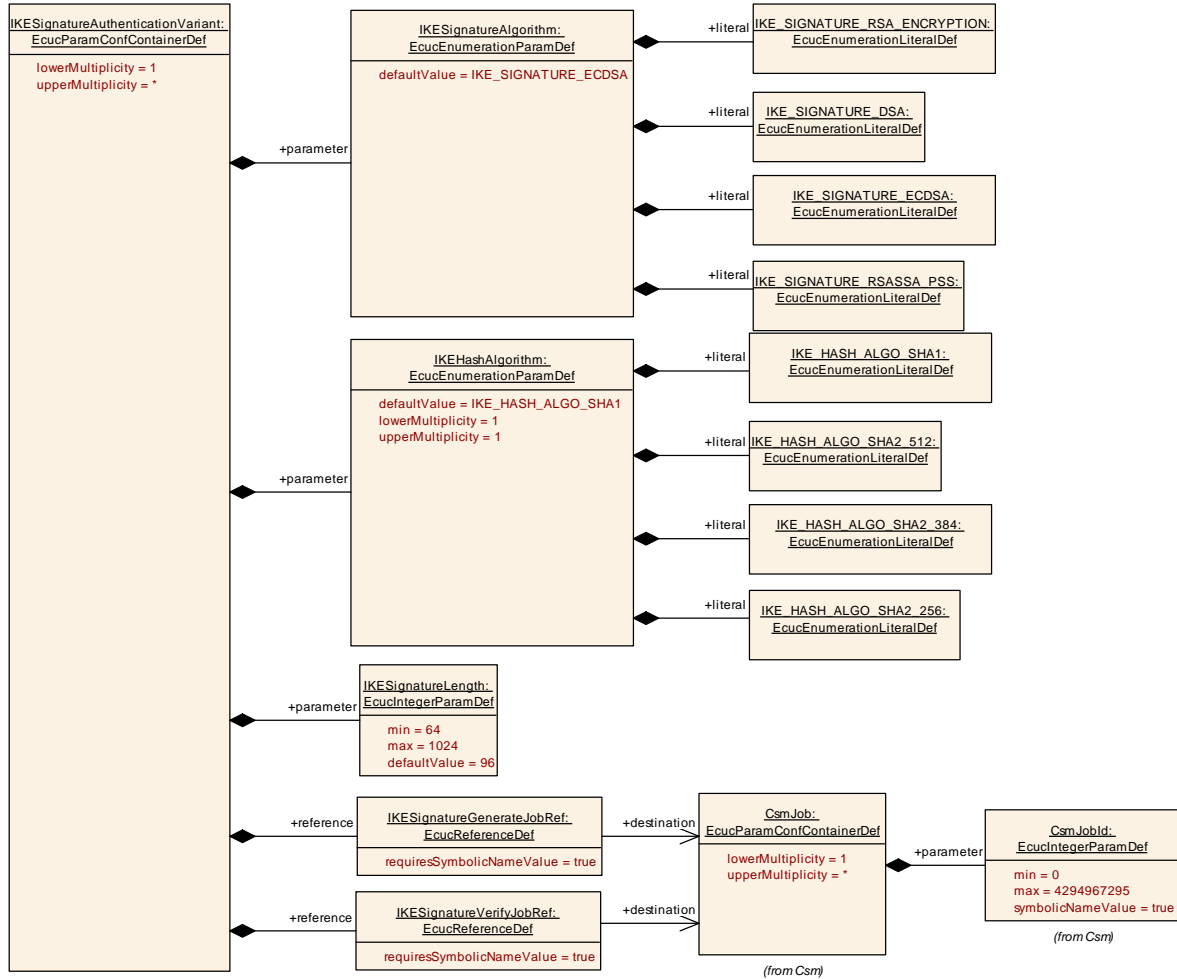 IKESignatureAuthenticationVariant:
EcucParamConfContainerDef
lowerMultiplicity = 1
upperMultiplicity = *
+parameter
IKESignatureAlgorithm:
EcucEnumerationParamDef
defaultValue = IKE_SIGNATURE_ECDSA
+literal
IKE_SIGNATURE_RSA_ENCRYPTION:
EcucEnumerationLiteralDef
+literal
IKE_SIGNATURE_DSA:
EcucEnumerationLiteralDef
+literal
IKE_SIGNATURE_ECDSA:
EcucEnumerationLiteralDef
+literal
IKE_SIGNATURE_RSASSA_PSS:
EcucEnumerationLiteralDef
+parameter
IKEHashAlgorithm:
EcucEnumerationParamDef
defaultValue = IKE_HASH_ALGO_SHA1
lowerMultiplicity = 1
upperMultiplicity = 1
+literal
IKE_HASH_ALGO_SHA1:
EcucEnumerationLiteralDef
+literal
IKE_HASH_ALGO_SHA2_512:
EcucEnumerationLiteralDef
+literal
IKE_HASH_ALGO_SHA2_384:
EcucEnumerationLiteralDef
+literal
IKE_HASH_ALGO_SHA2_256:
EcucEnumerationLiteralDef
+parameter
IKESignatureLength:
EcucIntegerParamDef
min = 64
max = 1024
defaultValue = 96
+reference
IKESignatureGenerateJobRef:
EcucReferenceDef
requiresSymbolicNameValue = true
+destination
+reference
IKESignatureVerifyJobRef:
EcucReferenceDef
requiresSymbolicNameValue = true
+destination
CsmJob:
EcucParamConfContainerDef
lowerMultiplicity = 1
upperMultiplicity = *
(from Csm)
+parameter
CsmJobId:
EcucIntegerParamDef
min = 0
max = 4294967295
symbolicNameValue = true
(from Csm)